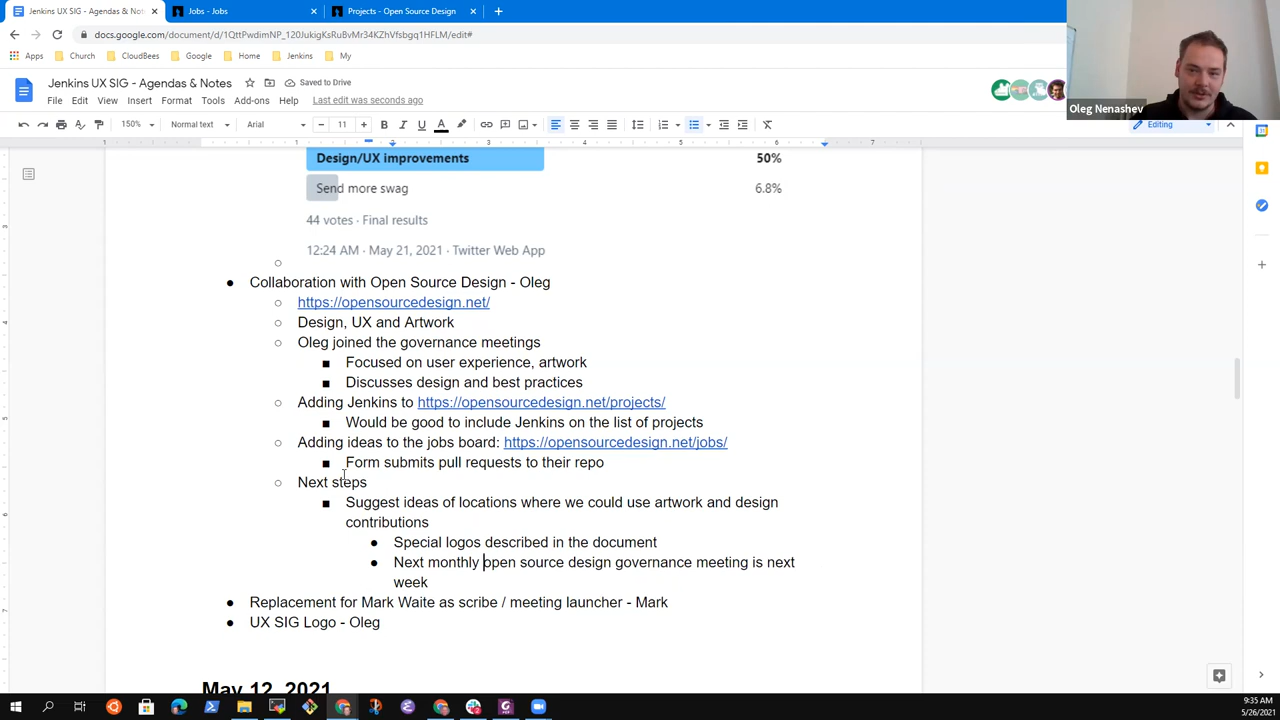 Jenkins UX SIG - Agendas & Not
Jobs - Jobs
Projects - Open Source Design
docs.google.com/document/d/1QttPwdimNP_120JukigKsRuBvMr34KZhVfsbgq1HFLM/edit#
Apps
Church
CloudBees
Google
Home
Jenkins
My
Jenkins UX SIG - Agendas & Notes
Saved to Drive
File Edit View Insert Format Tools Add-ons Help Last edit was seconds ago
Oleg Nenashev
150% Normal text Arial 11 Editing
1 1 2 3 4 5 6 7
Design/UX improvements 50%
Send more swag 6.8%
44 votes · Final results
12:24 AM · May 21, 2021 · Twitter Web App
Collaboration with Open Source Design - Oleg
https://opensourcedesign.net/
Design, UX and Artwork
Oleg joined the governance meetings
Focused on user experience, artwork
Discusses design and best practices
Adding Jenkins to https://opensourcedesign.net/projects/
Would be good to include Jenkins on the list of projects
Adding ideas to the jobs board: https://opensourcedesign.net/jobs/
Form submits pull requests to their repo
Next steps
Suggest ideas of locations where we could use artwork and design
contributions
Special logos described in the document
Next monthly open source design governance meeting is next
week
Replacement for Mark Waite as scribe / meeting launcher - Mark
UX SIG Logo - Oleg
May 12, 2021
9:35 AM
5/26/2021